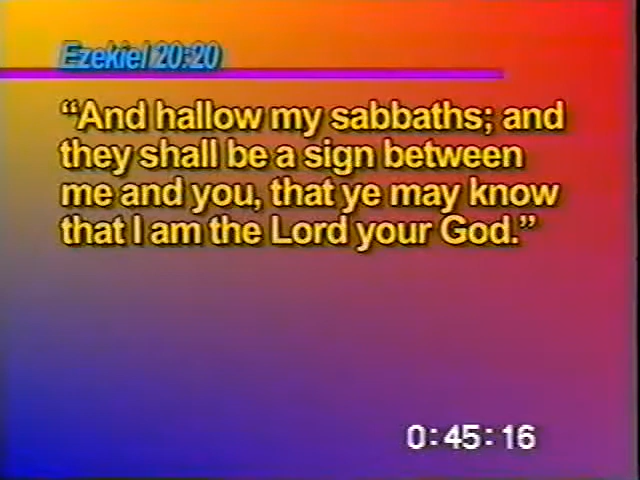 Ezekiel 20:20
“And hallow my sabbaths; and
they shall be a sign between
me and you, that ye may know
that I am the Lord your God.”
0:45:16